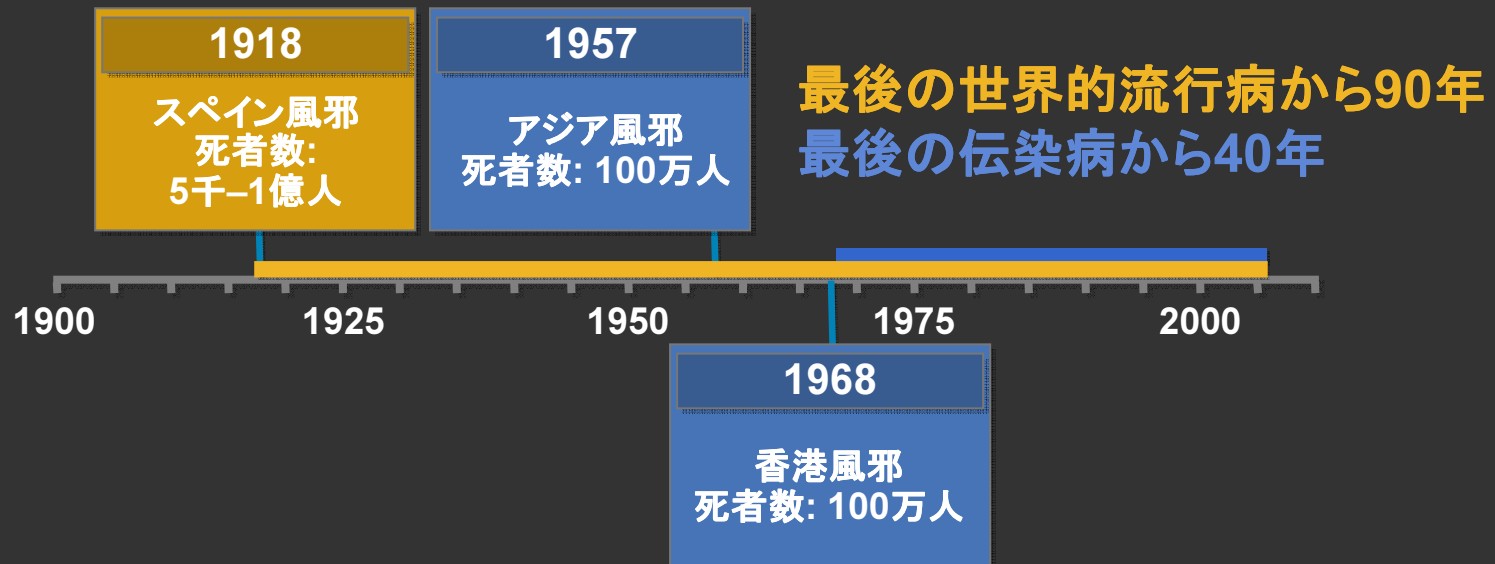 1918
スペイン風邪
死者数:
5千–1億人
1957
アジア風邪
死者数: 100万人
最後の世界的流行病から90年
最後の伝染病から40年
1900
1925
1950
1975
2000
1968
香港風邪
死者数: 100万人